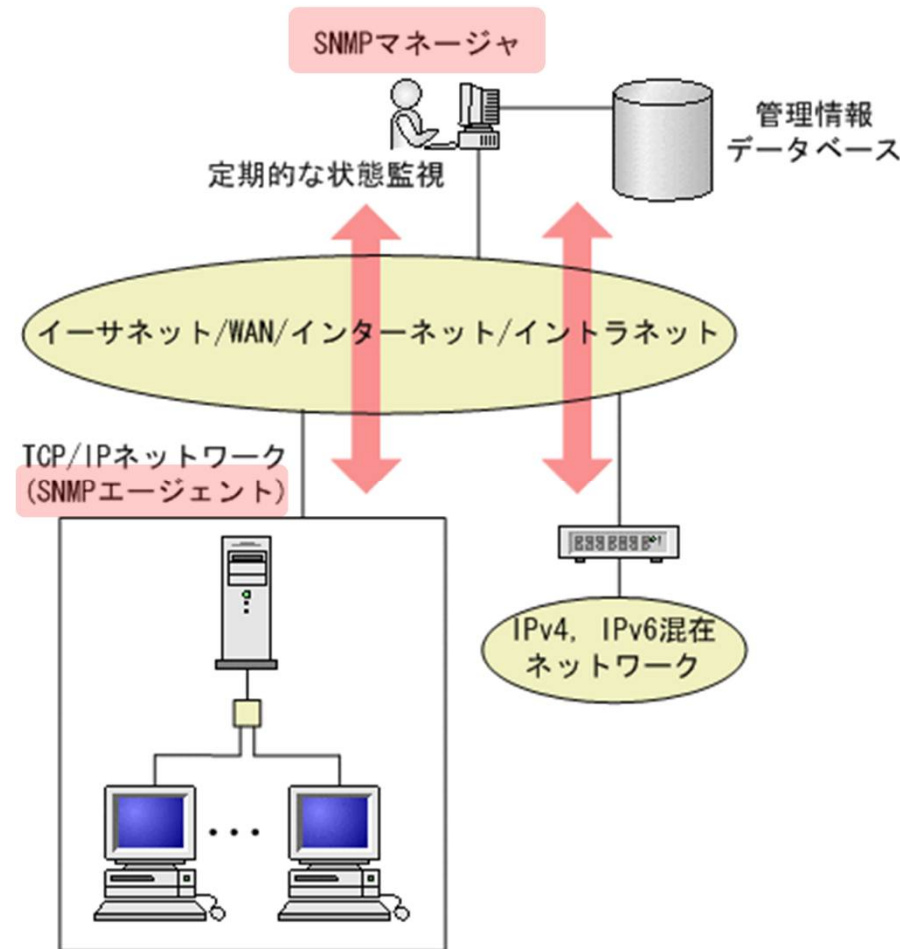 SNMPマネージャ
管理情報
データベース
定期的な状態監視
イーサネット/WAN/インターネット/イントラネット
TCP/IPネットワーク
(SNMPエージェント)
IPv4, IPv6混在
ネットワーク